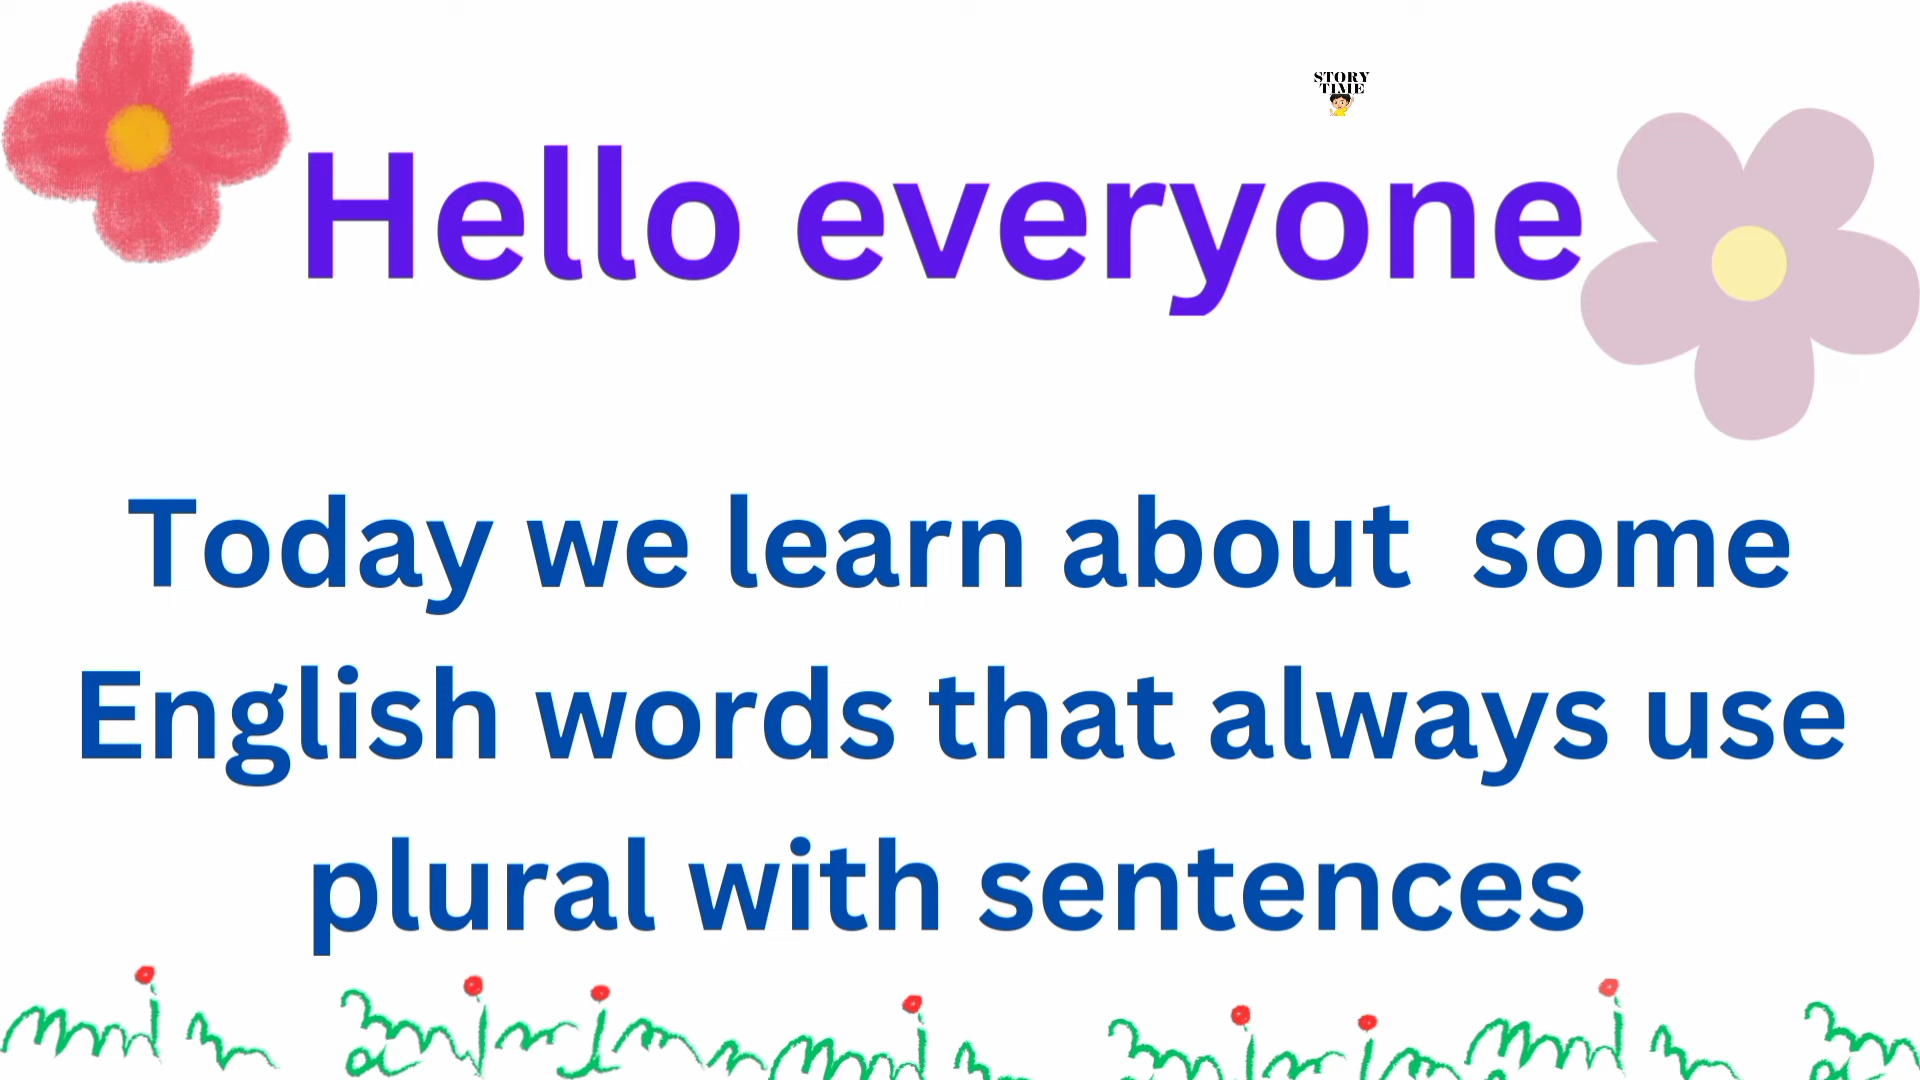 STORY
TIME
Hello everyone
Today we learn about some
English words that always use
plural with sentences